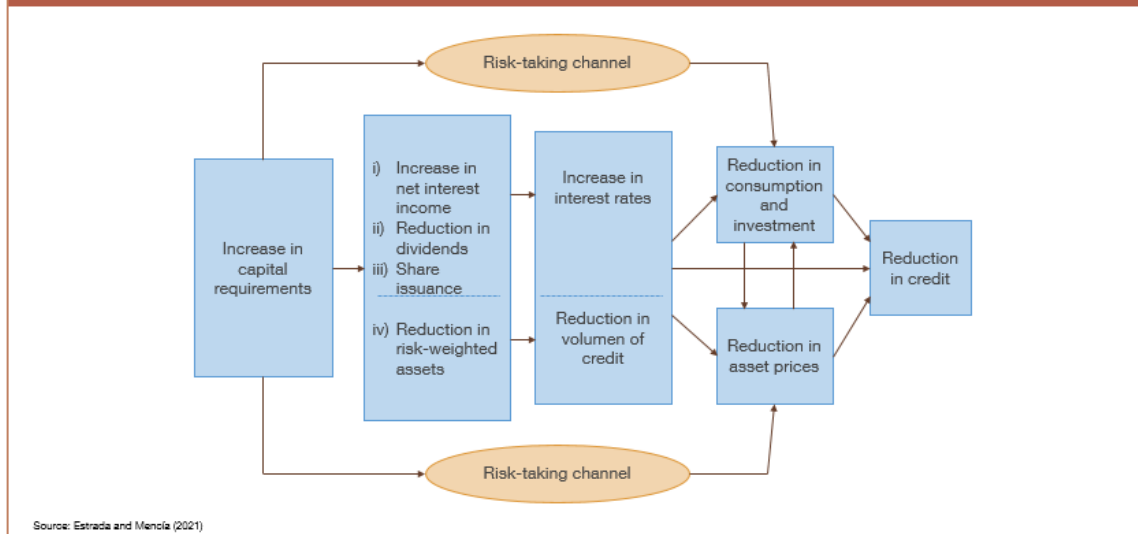 Risk-taking channel
Increase in
capital
requirements
i) Increase in
net interest
income
ii) Reduction in
dividends
iii) Share
issuance
iv) Reduction in
risk-weighted
assets
Increase in
interest rates
Reduction in
volumen of
credit
Reduction in
consumption
and
investment
Reduction in
asset prices
Reduction
in credit
Risk-taking channel
Source: Estrada and Mencía (2021)